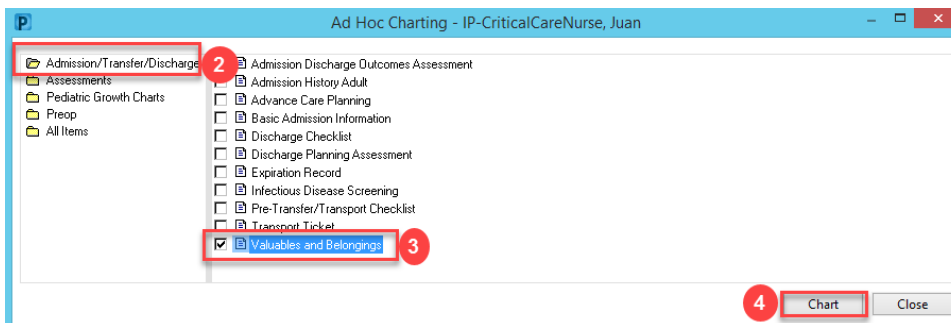 P Ad Hoc Charting - IP-CriticalCareNurse, Juan
Admission/Transfer/Discharge
Assessments
Pediatric Growth Charts
Preop
All Items
2
Admission Discharge Outcomes Assessment
Admission History Adult
Advance Care Planning
Basic Admission Information
Discharge Checklist
Discharge Planning Assessment
Expiration Record
Infectious Disease Screening
Pre-Transfer/Transport Checklist
Transport Ticket
Valuables and Belongings
3
4
Chart
Close